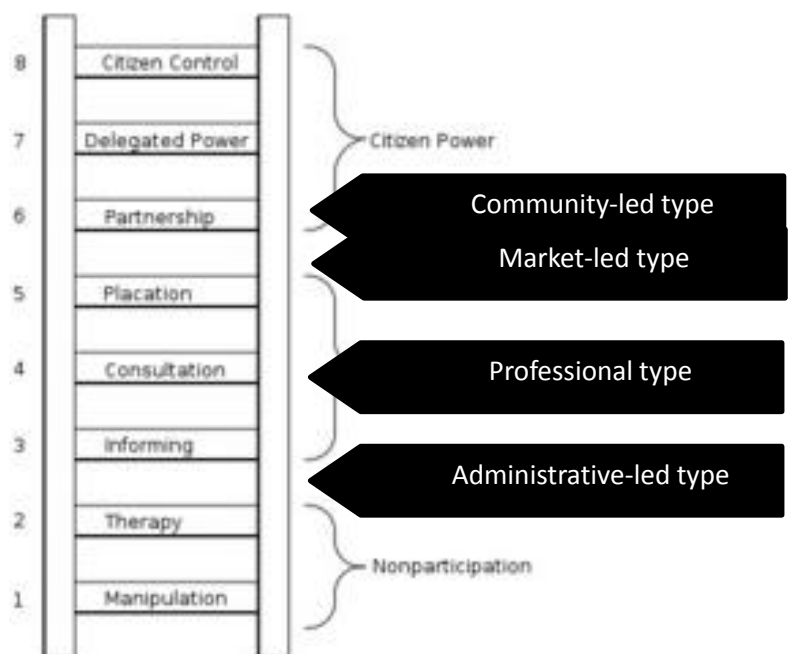 8 Citizen Control
7 Delegated Power
Citizen Power
6 Partnership
Community-led type
Market-led type
5 Placation
4 Consultation
Professional type
3 Informing
Administrative-led type
2 Therapy
Nonparticipation
1 Manipulation